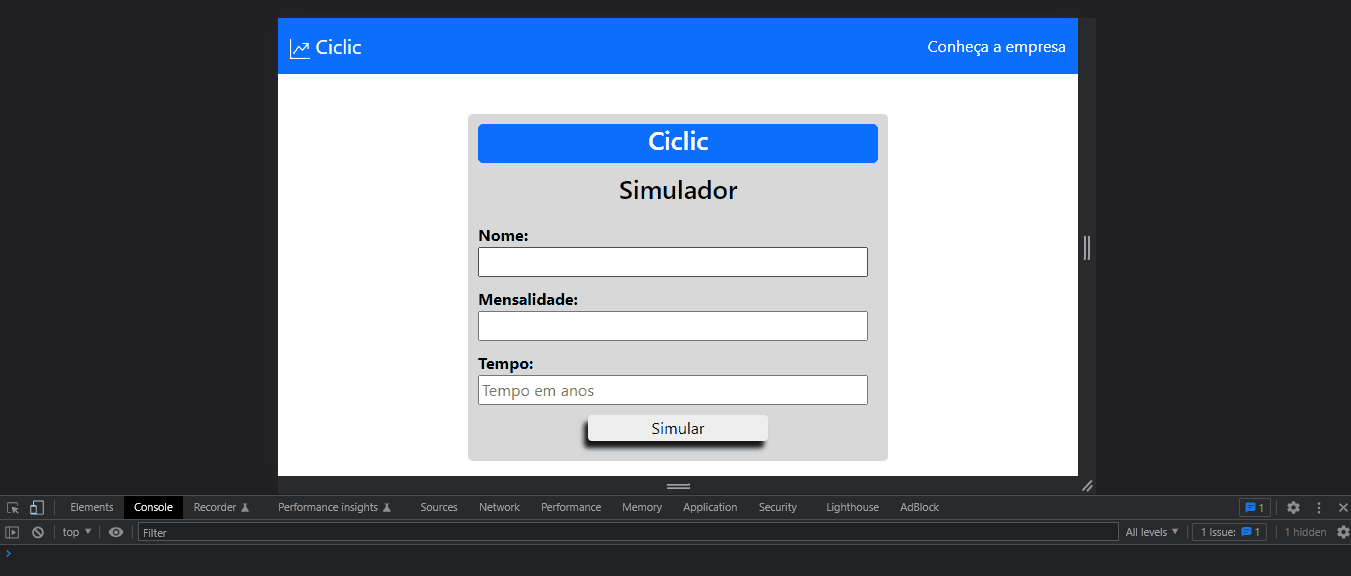 Ciclic Conheça a empresa
Ciclic
Simulador
Nome:
Mensalidade:
Tempo:
Tempo em anos
Simular
Elements Console Recorder Performance insights Sources Network Performance Memory Application Security Lighthouse AdBlock 1
top Filter All levels 1 Issue: 1 1 hidden